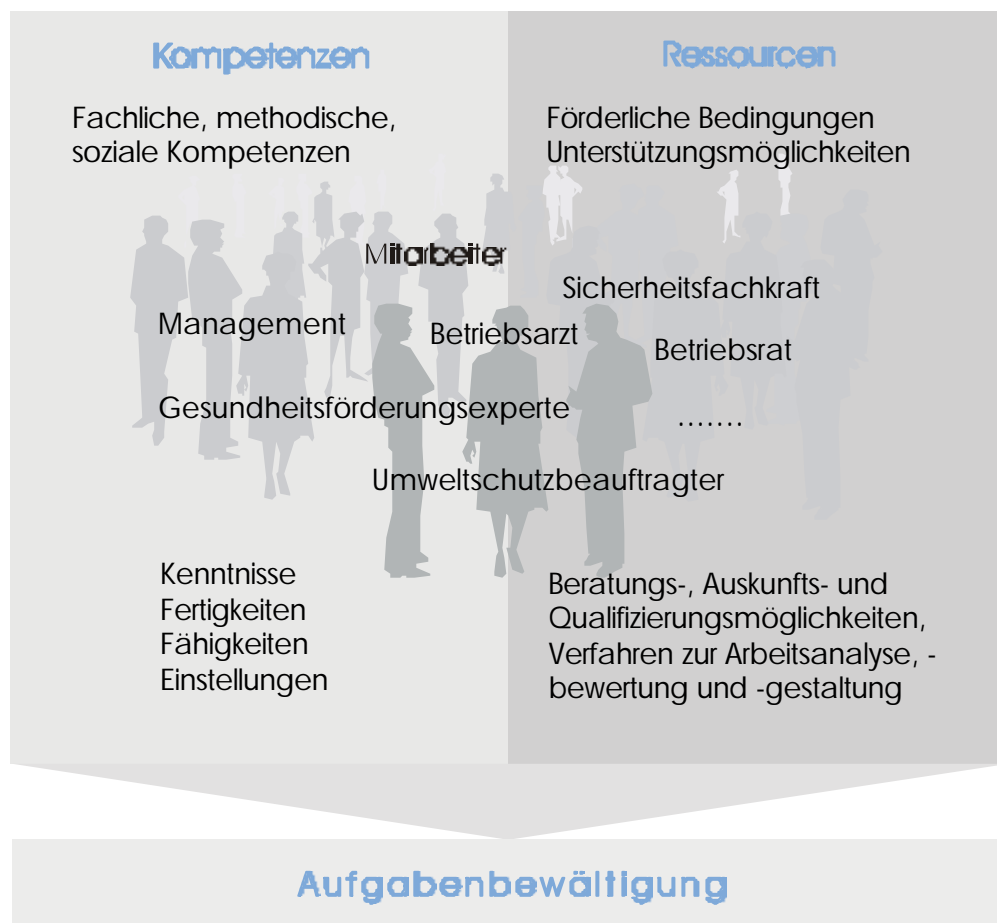 Kompetenzen
Ressourcen
Fachliche, methodische,
soziale Kompetenzen
Förderliche Bedingungen
Unterstützungsmöglichkeiten
Mitarbeiter
Sicherheitsfachkraft
Management
Betriebsarzt
Betriebsrat
Gesundheitsförderungsexperte
.......
Umweltschutzbeauftragter
Kenntnisse
Fertigkeiten
Fähigkeiten
Einstellungen
Beratungs-, Auskunfts- und
Qualifizierungsmöglichkeiten,
Verfahren zur Arbeitsanalyse, -
bewertung und -gestaltung
Aufgabenbewältigung